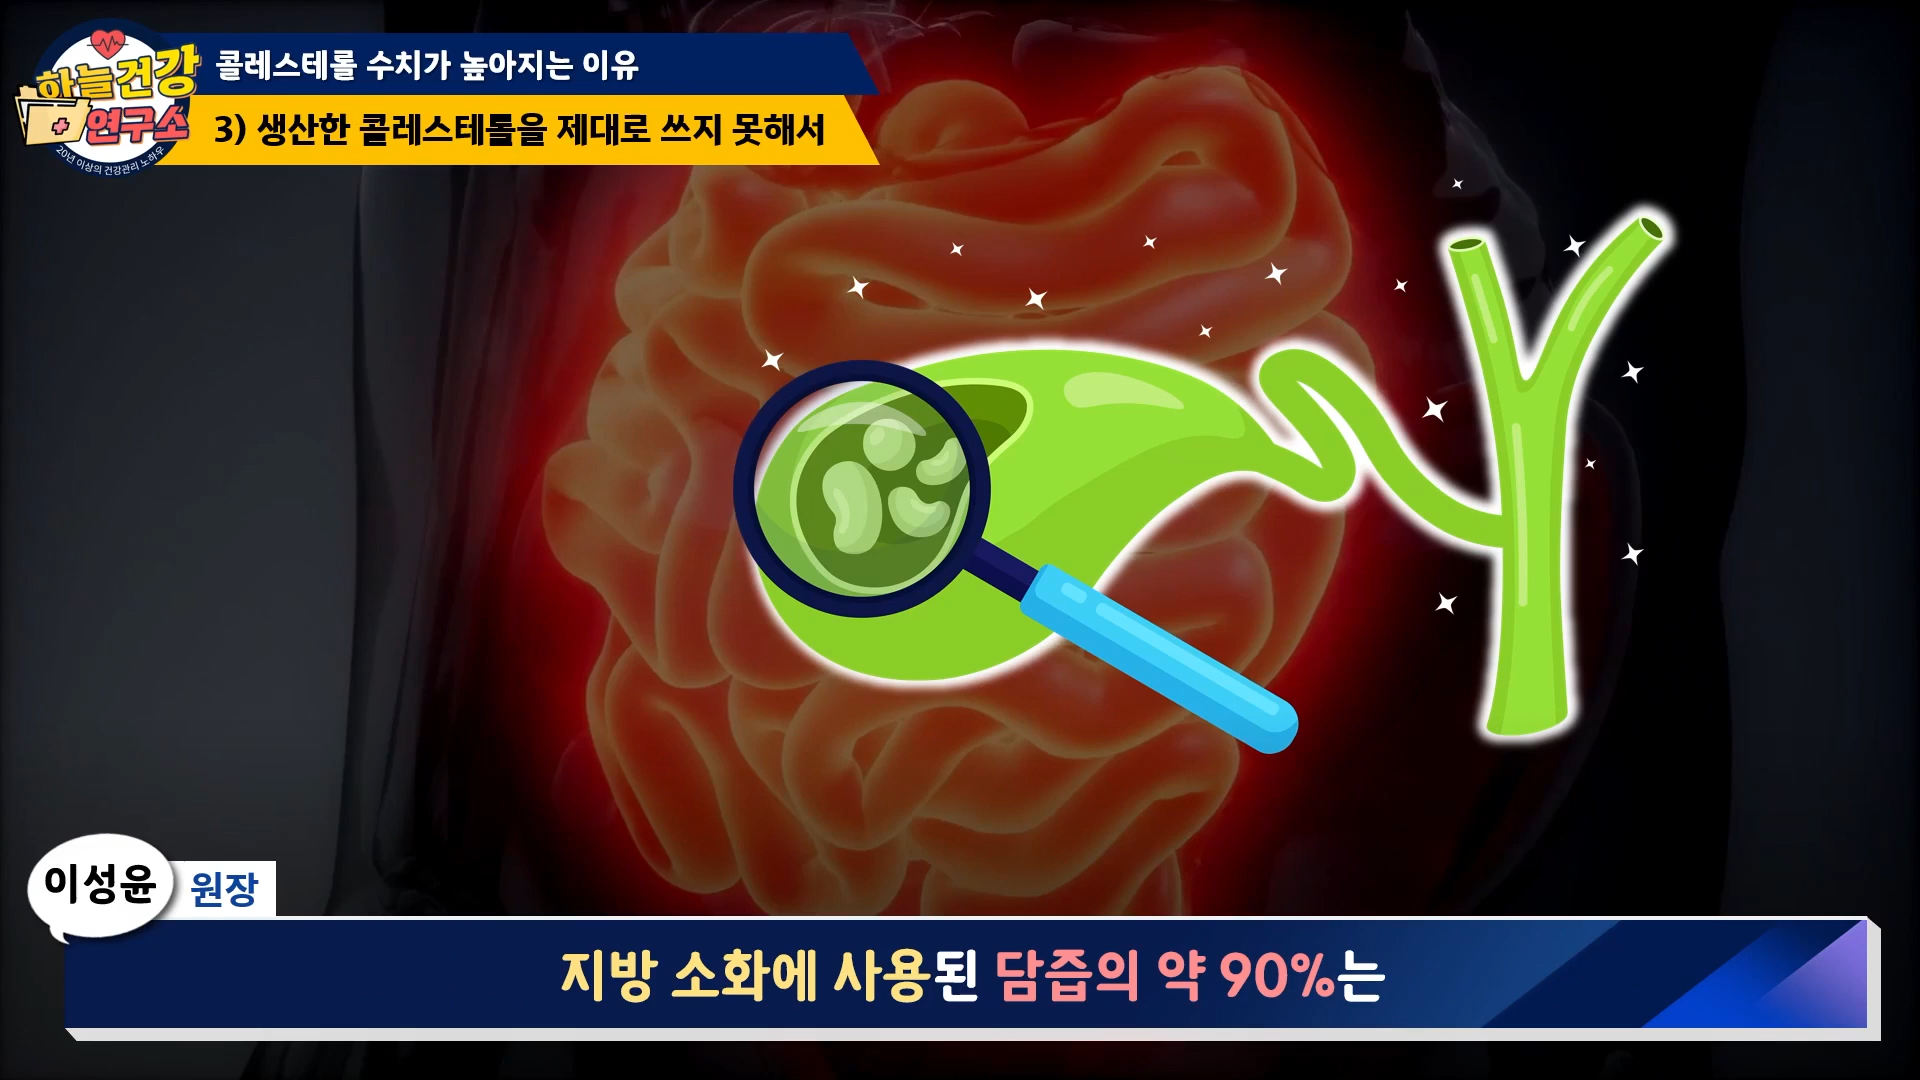 하늘건강
연구소
20년 이상의 건강관리 노하우
콜레스테롤 수치가 높아지는 이유
3) 생산한 콜레스테롤을 제대로 쓰지 못해서
이성윤 원장
지방 소화에 사용된 담즙의 약 90%는